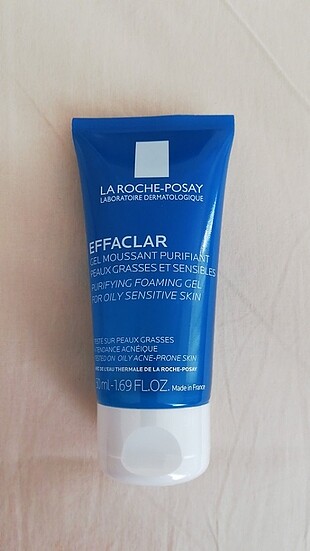 LA ROCHE-POSAY
LABORATOIRE DERMATOLOGIQUE
EFFACLAR
GEL MOUSSANT PURIFIANT
PEAUX GRASSES ET SENSIBLES
PURIFYING FOAMING GEL
FOR OILY SENSITIVE SKIN
TESTÉ SUR PEAUX GRASSES
TENDANCE ACNÉIQUE
TESTED ON OILY ACNE-PRONE SKIN
DE L'EAU THERMALE DE LA ROCHE-POSAY
50 ml - 1.69 FL.OZ. Made in France